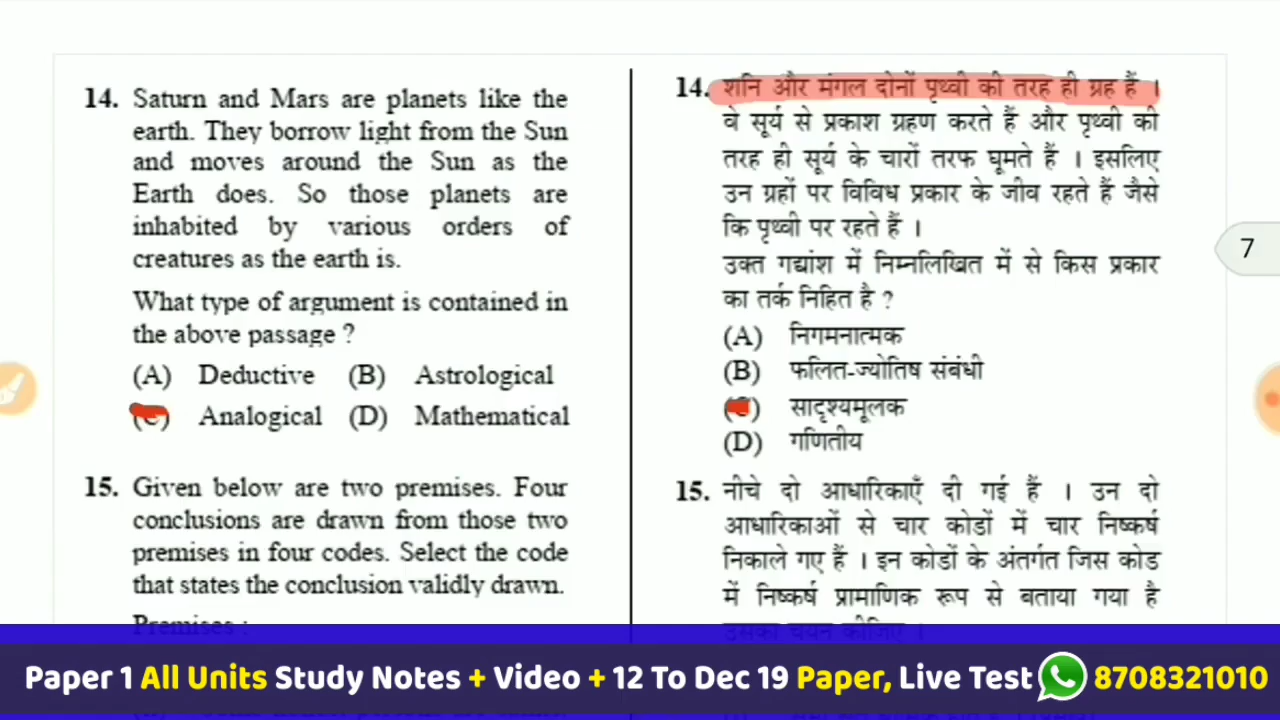 14. Saturn and Mars are planets like the
earth. They borrow light from the Sun
and moves around the Sun as the
Earth does. So those planets are
inhabited by various orders of
creatures as the earth is.
What type of argument is contained in
the above passage ?
(A) Deductive (B) Astrological
(C) Analogical (D) Mathematical
15. Given below are two premises. Four
conclusions are drawn from those two
premises in four codes. Select the code
that states the conclusion validly drawn.
Premises :
14. शनि और मंगल दोनों पृथ्वी की तरह ही ग्रह हैं ।
वे सूर्य से प्रकाश ग्रहण करते हैं और पृथ्वी की
तरह ही सूर्य के चारों तरफ घूमते हैं । इसलिए
उन ग्रहों पर विविध प्रकार के जीव रहते हैं जैसे
कि पृथ्वी पर रहते हैं ।
उक्त गद्यांश में निम्नलिखित में से किस प्रकार
का तर्क निहित है ?
(A) निगमनात्मक
(B) फलित-ज्योतिष संबंधी
(C) सादृश्यमूलक
(D) गणितीय
15. नीचे दो आधारिकाएँ दी गई हैं । उन दो
आधारिकाओं से चार कोडों में चार निष्कर्ष
निकाले गए हैं । इन कोडों के अंतर्गत जिस कोड
में निष्कर्ष प्रामाणिक रूप से बताया गया है
उसका चयन कीजिए ।
7
Paper 1 All Units Study Notes + Video + 12 To Dec 19 Paper, Live Test 8708321010